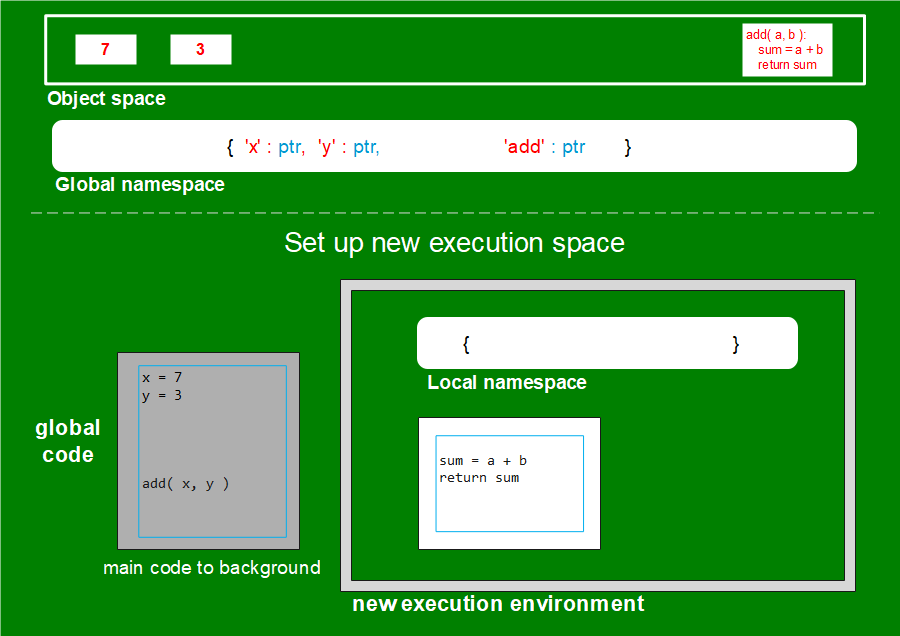 7 3
add( a, b ):
sum = a + b
return sum
Object space
{ 'x' : ptr, 'y' : ptr, 'add' : ptr }
Global namespace
Set up new execution space
{ }
Local namespace
global
code
x = 7
y = 3
add( x, y )
main code to background
sum = a + b
return sum
new execution environment